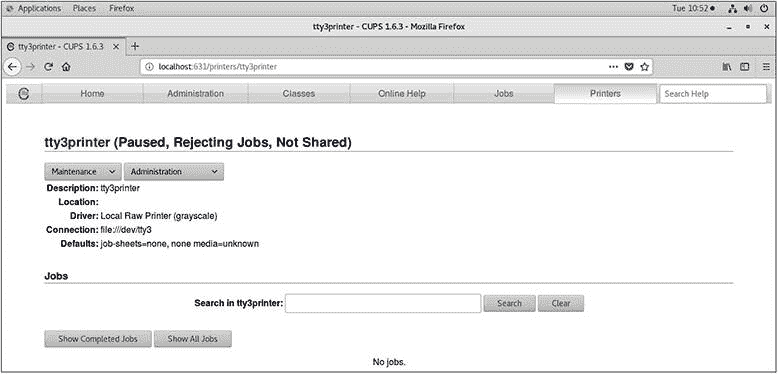 Applications Places Firefox Tue 10:52
tty3printer - CUPS 1.6.3 - Mozilla Firefox
tty3printer - CUPS 1.6.3
localhost:631/printers/tty3printer
Home Administration Classes Online Help Jobs Printers Search Help
tty3printer (Paused, Rejecting Jobs, Not Shared)
Maintenance Administration
Description: tty3printer
Location:
Driver: Local Raw Printer (grayscale)
Connection: file:///dev/tty3
Defaults: job-sheets=none, none media=unknown
Jobs
Search in tty3printer: Search Clear
Show Completed Jobs Show All Jobs
No jobs.